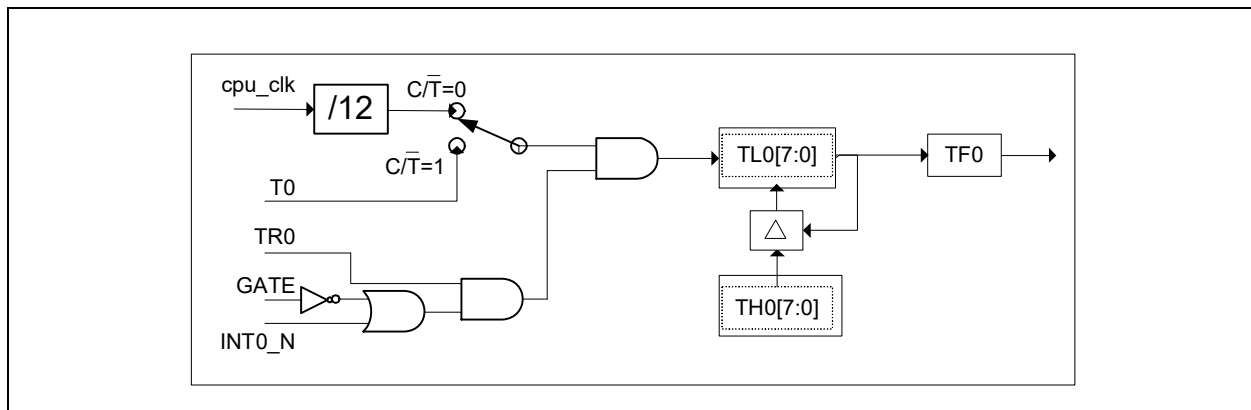 cpu_clk
/12
C/T̅=0
C/T̅=1
T0
TR0
GATE
INT0_N
TL0[7:0]
TF0
△
TH0[7:0]